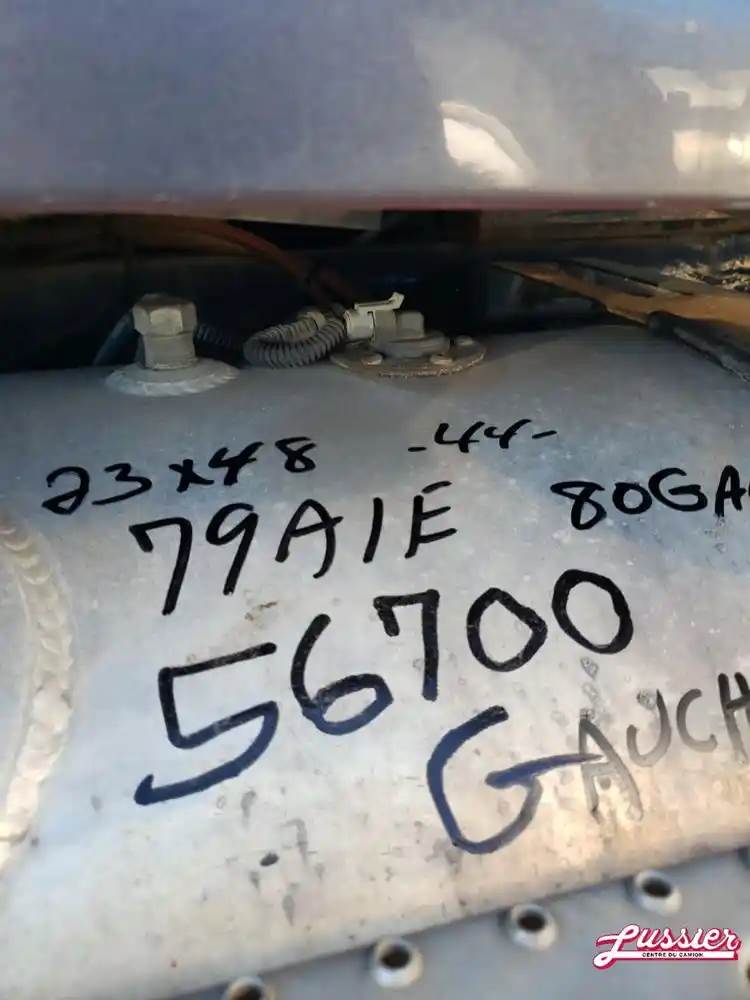 23x48 -44-
79A1E 80GA
56700
GAUCH
Lussier
CENTRE DU CAMION